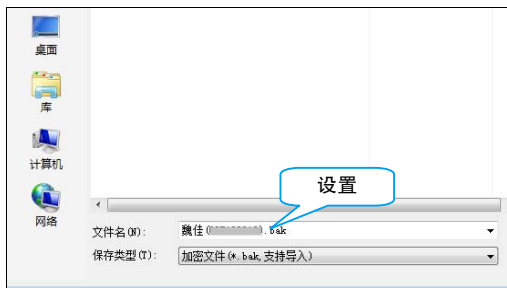 桌面
库
计算机
网络
设置
文件名(N):
魏佳( ).bak
保存类型(T):
加密文件(*.bak,支持导入)